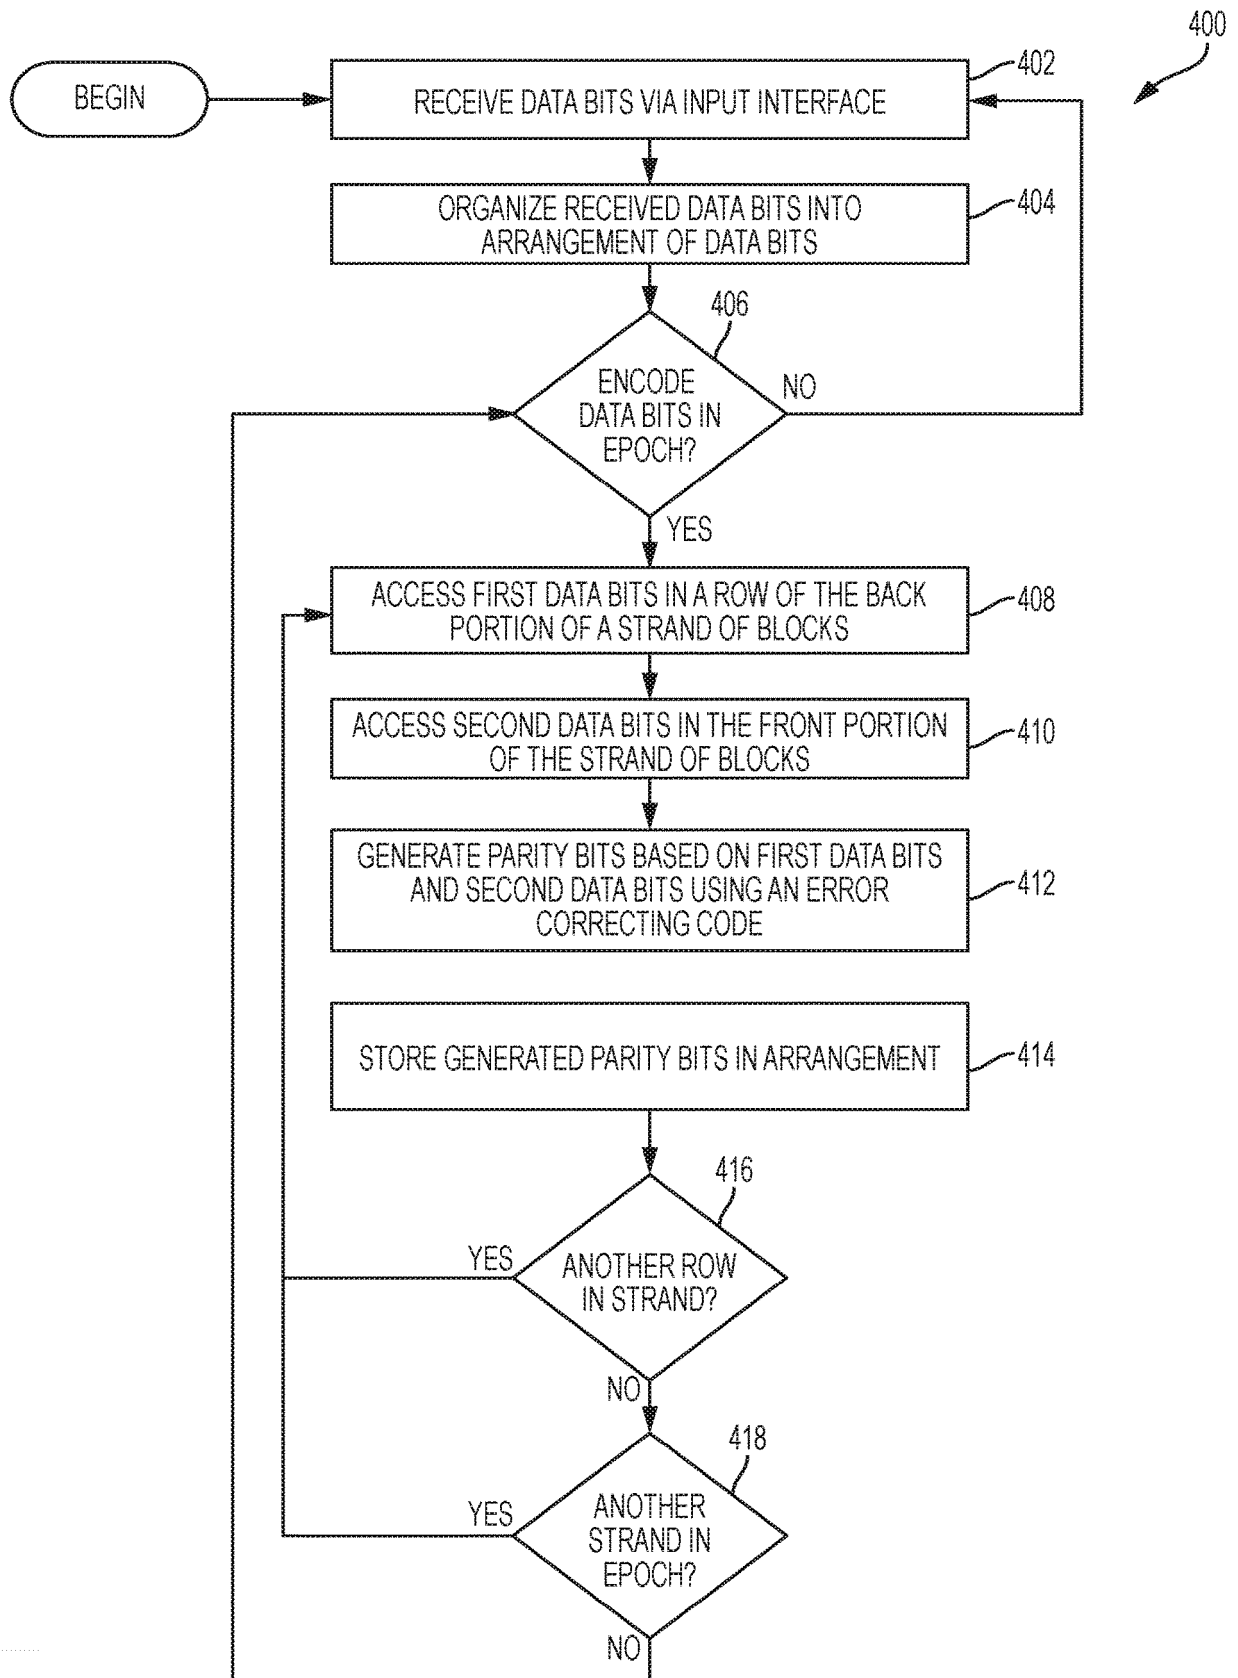 400
BEGIN
402
RECEIVE DATA BITS VIA INPUT INTERFACE
404
ORGANIZE RECEIVED DATA BITS INTO
ARRANGEMENT OF DATA BITS
406
ENCODE
DATA BITS IN
EPOCH?
NO
YES
408
ACCESS FIRST DATA BITS IN A ROW OF THE BACK
PORTION OF A STRAND OF BLOCKS
410
ACCESS SECOND DATA BITS IN THE FRONT PORTION
OF THE STRAND OF BLOCKS
412
GENERATE PARITY BITS BASED ON FIRST DATA BITS
AND SECOND DATA BITS USING AN ERROR
CORRECTING CODE
414
STORE GENERATED PARITY BITS IN ARRANGEMENT
416
YES
ANOTHER ROW
IN STRAND?
NO
418
YES
ANOTHER
STRAND IN
EPOCH?
NO